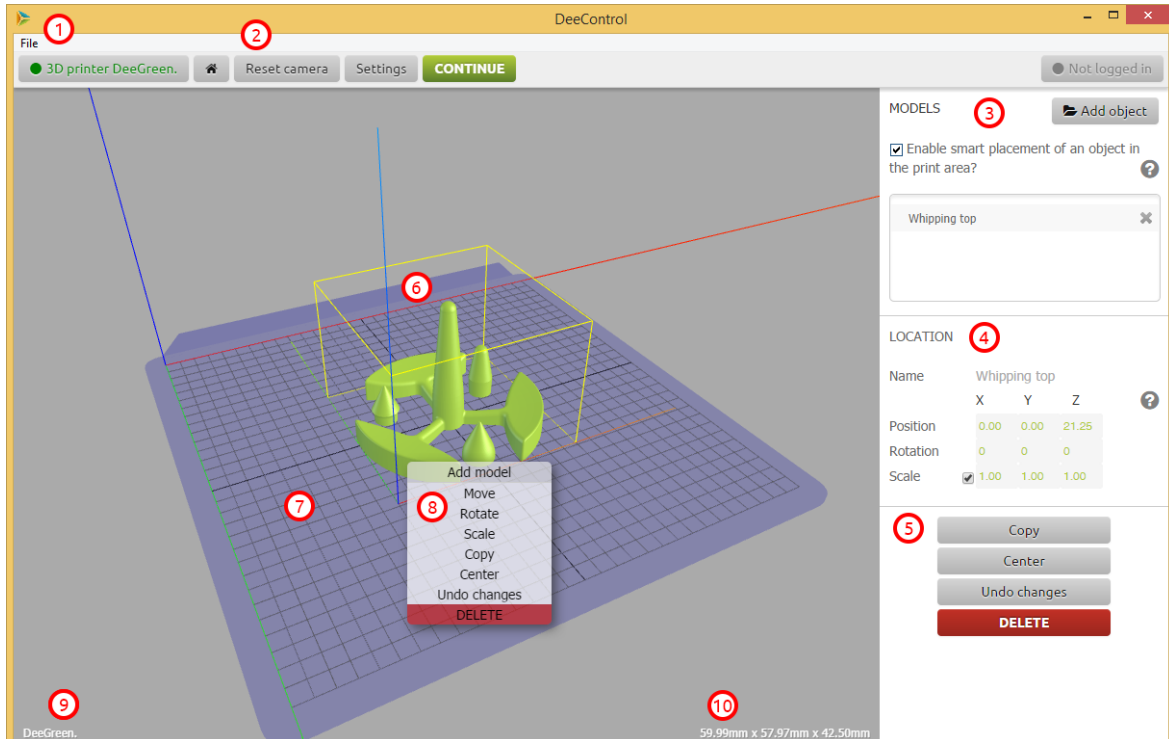 DeeControl
1
2
File
3D printer DeeGreen.
Reset camera
Settings
CONTINUE
Not logged in
MODELS
3
Add object
Enable smart placement of an object in
the print area?
?
Whipping top
6
LOCATION
4
Name
Whipping top
X Y Z
?
Position 0.00 0.00 21.25
Rotation 0 0 0
Scale 1.00 1.00 1.00
5
Copy
Center
Undo changes
DELETE
7
8
Add model
Move
Rotate
Scale
Copy
Center
Undo changes
DELETE
9
DeeGreen.
10
59.99mm x 57.97mm x 42.50mm